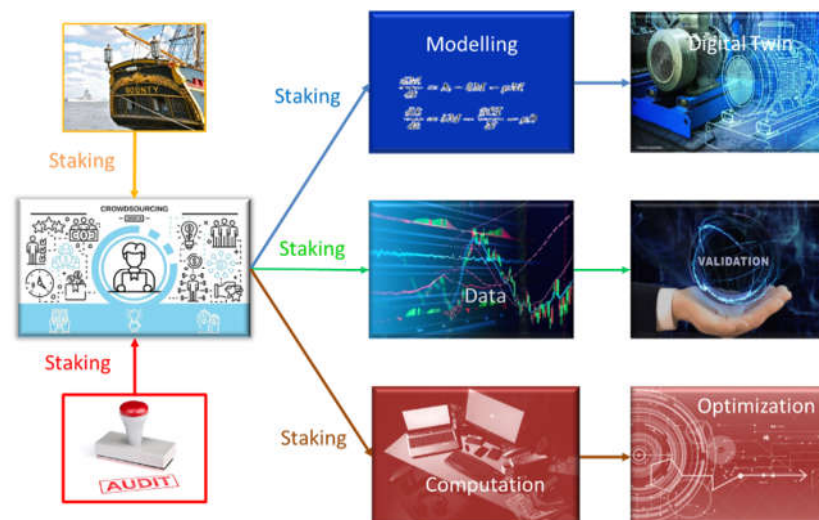 BOUNTY
Staking
CROWDSOURCING
Staking
AUDIT
Staking
Modelling
Digital Twin
Staking
Data
VALIDATION
Staking
Computation
Optimization